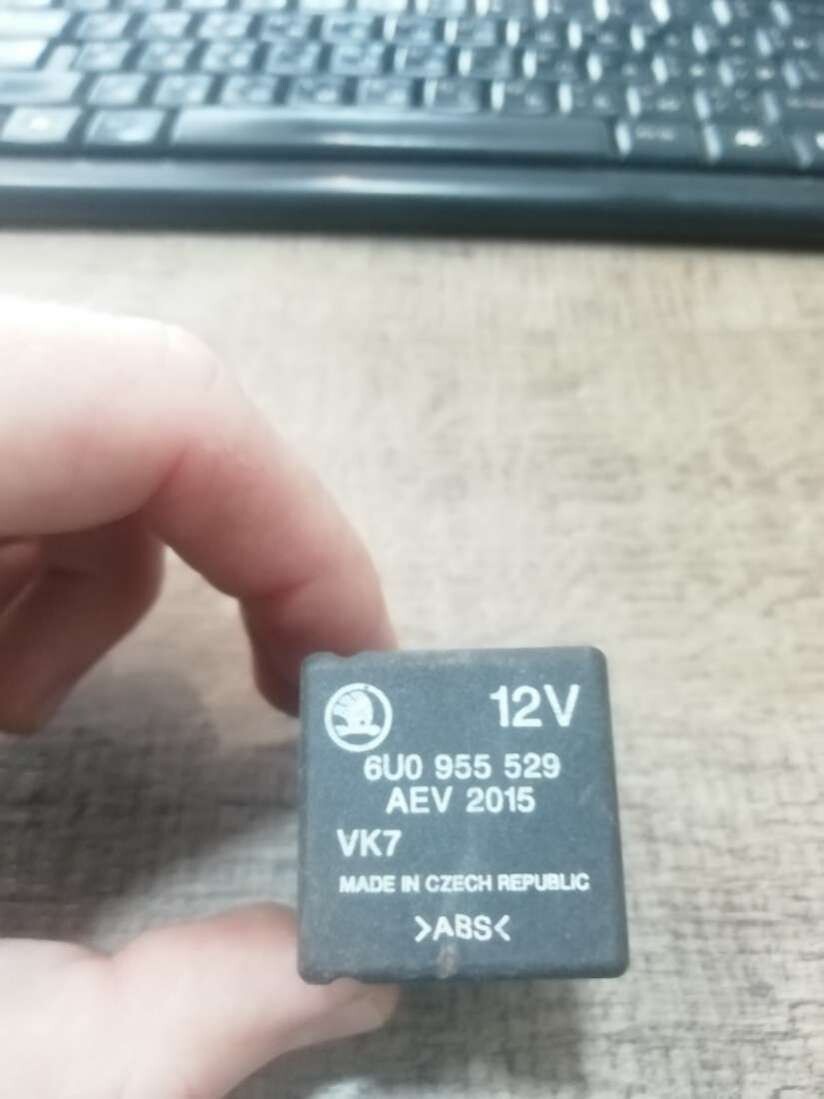 12V
6U0 955 529
AEV 2015
VK7
MADE IN CZECH REPUBLIC
>ABS<